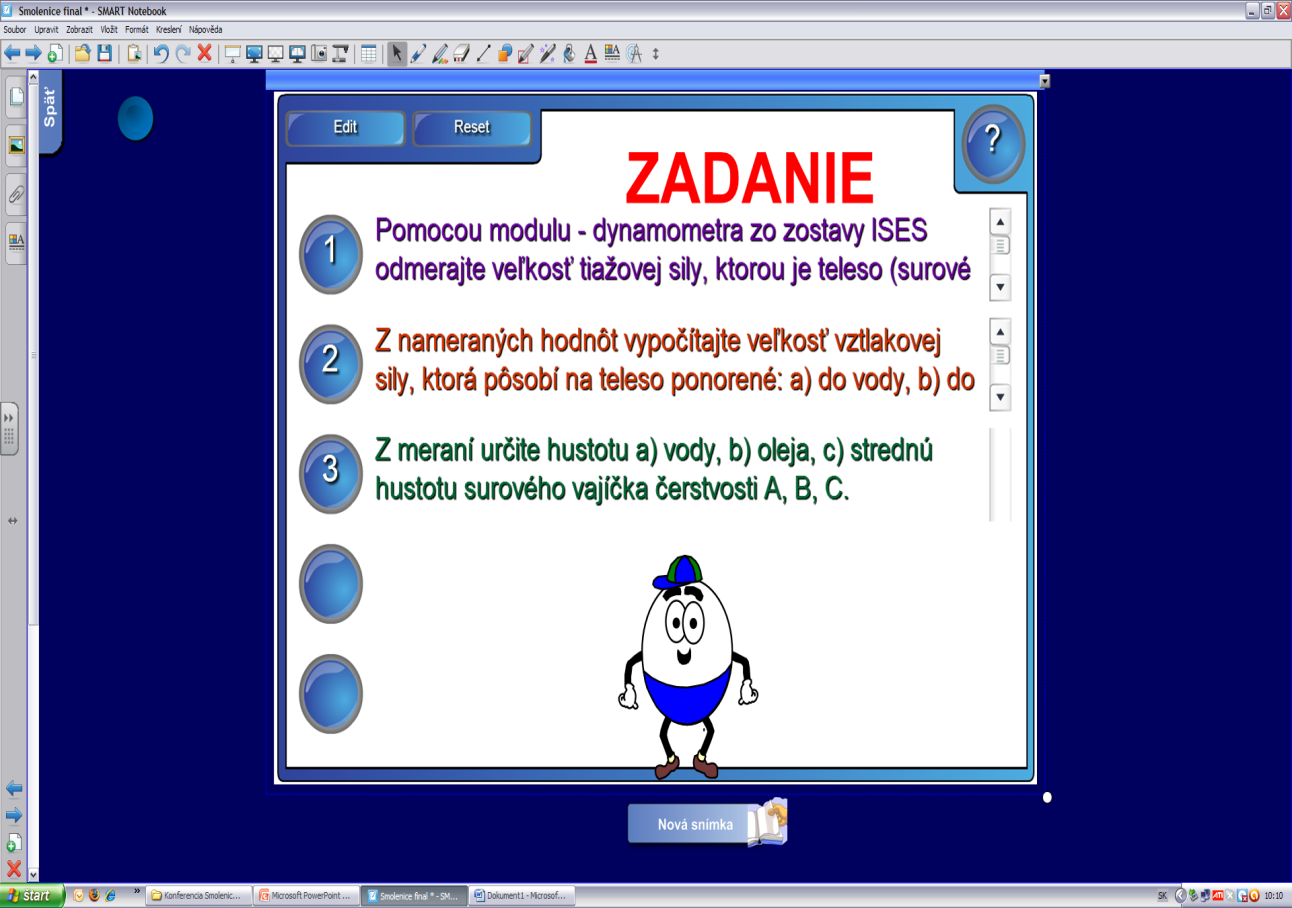 Smolenice final * - SMART Notebook
Soubor Upravit Zobrazit Vložit Formát Kreslení Nápověda
Späť
Edit Reset
?
ZADANIE
1 Pomocou modulu - dynamometra zo zostavy ISES
odmerajte veľkosť tiažovej sily, ktorou je teleso (surové
2 Z nameraných hodnôt vypočítajte veľkosť vztlakovej
sily, ktorá pôsobí na teleso ponorené: a) do vody, b) do
3 Z meraní určite hustotu a) vody, b) oleja, c) strednú
hustotu surového vajíčka čerstvosti A, B, C.
Nová snímka
štart » Konferencia Smolenic... Microsoft PowerPoint ... Smolenice final * - SM... Dokument1 - Microsof... SK 10:10